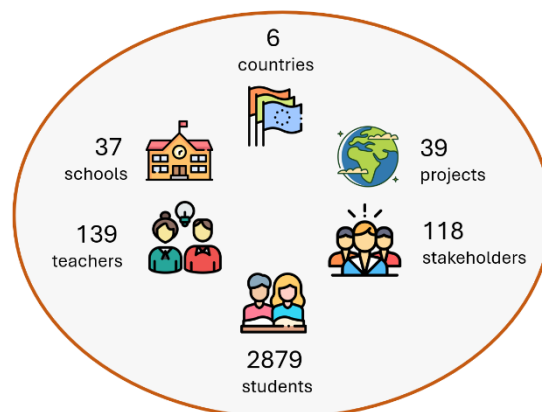 6
countries
37
schools
39
projects
139
teachers
118
stakeholders
2879
students